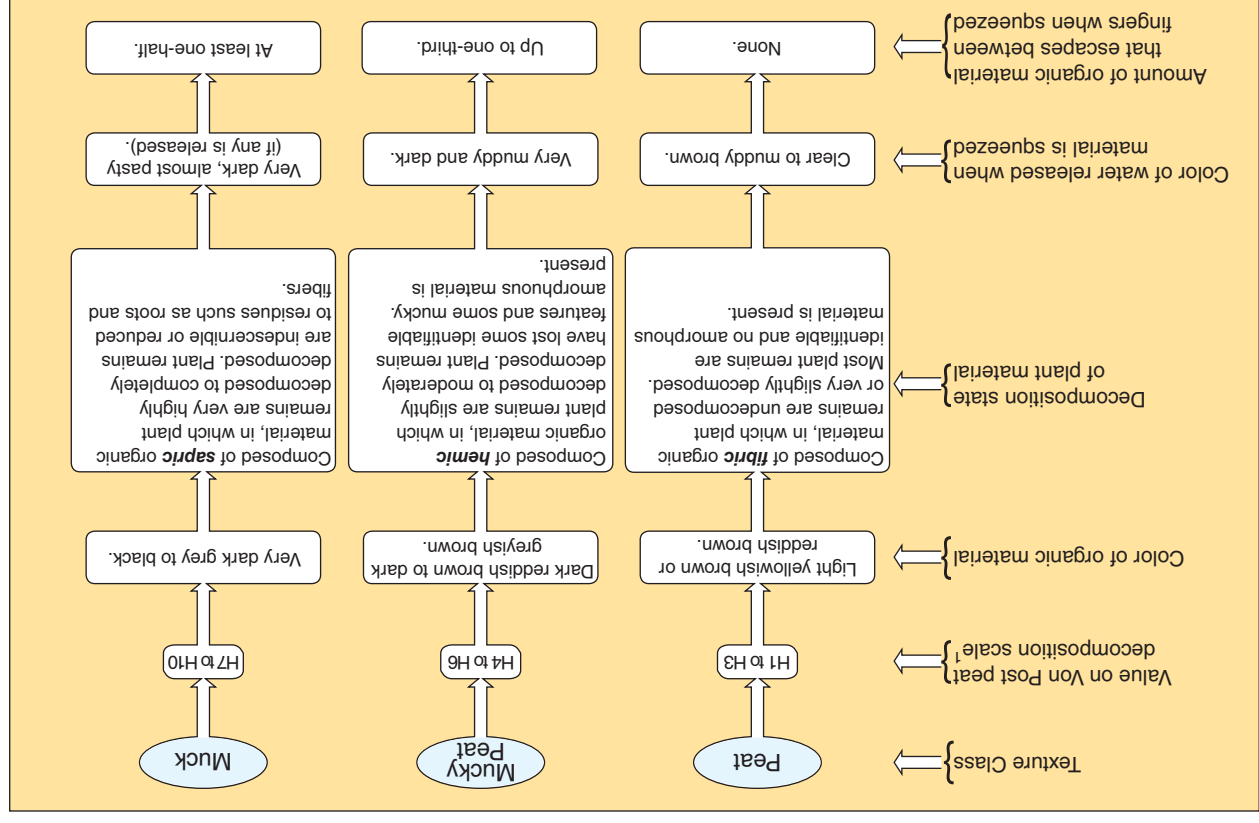 Texture Class
Peat
Mucky
Peat
Muck
Value on Von Post peat
decomposition scale1
H1 to H3
H4 to H6
H7 to H10
Color of organic material
Light yellowish brown or
reddish brown.
Dark reddish brown to dark
greyish brown.
Very dark grey to black.
Decomposition state
of plant material
Composed of fibric organic
material, in which plant
remains are undecomposed
or very slightly decomposed.
Most plant remains are
identifiable and no amorphous
material is present.
Composed of hemic
organic material, in which
plant remains are slightly
decomposed to moderately
decomposed. Plant remains
have lost some identifiable
features and some mucky.
amorphuous material is
present.
Composed of sapric organic
material, in which plant
remains are very highly
decomposed to completely
decomposed. Plant remains
are indescernible or reduced
to residues such as roots and
fibers.
Color of water released when
material is squeezed
Clear to muddy brown.
Very muddy and dark.
Very dark, almost pasty
(if any is released).
Amount of organic material
that escapes between
fingers when squeezed
None.
Up to one-third.
At least one-half.